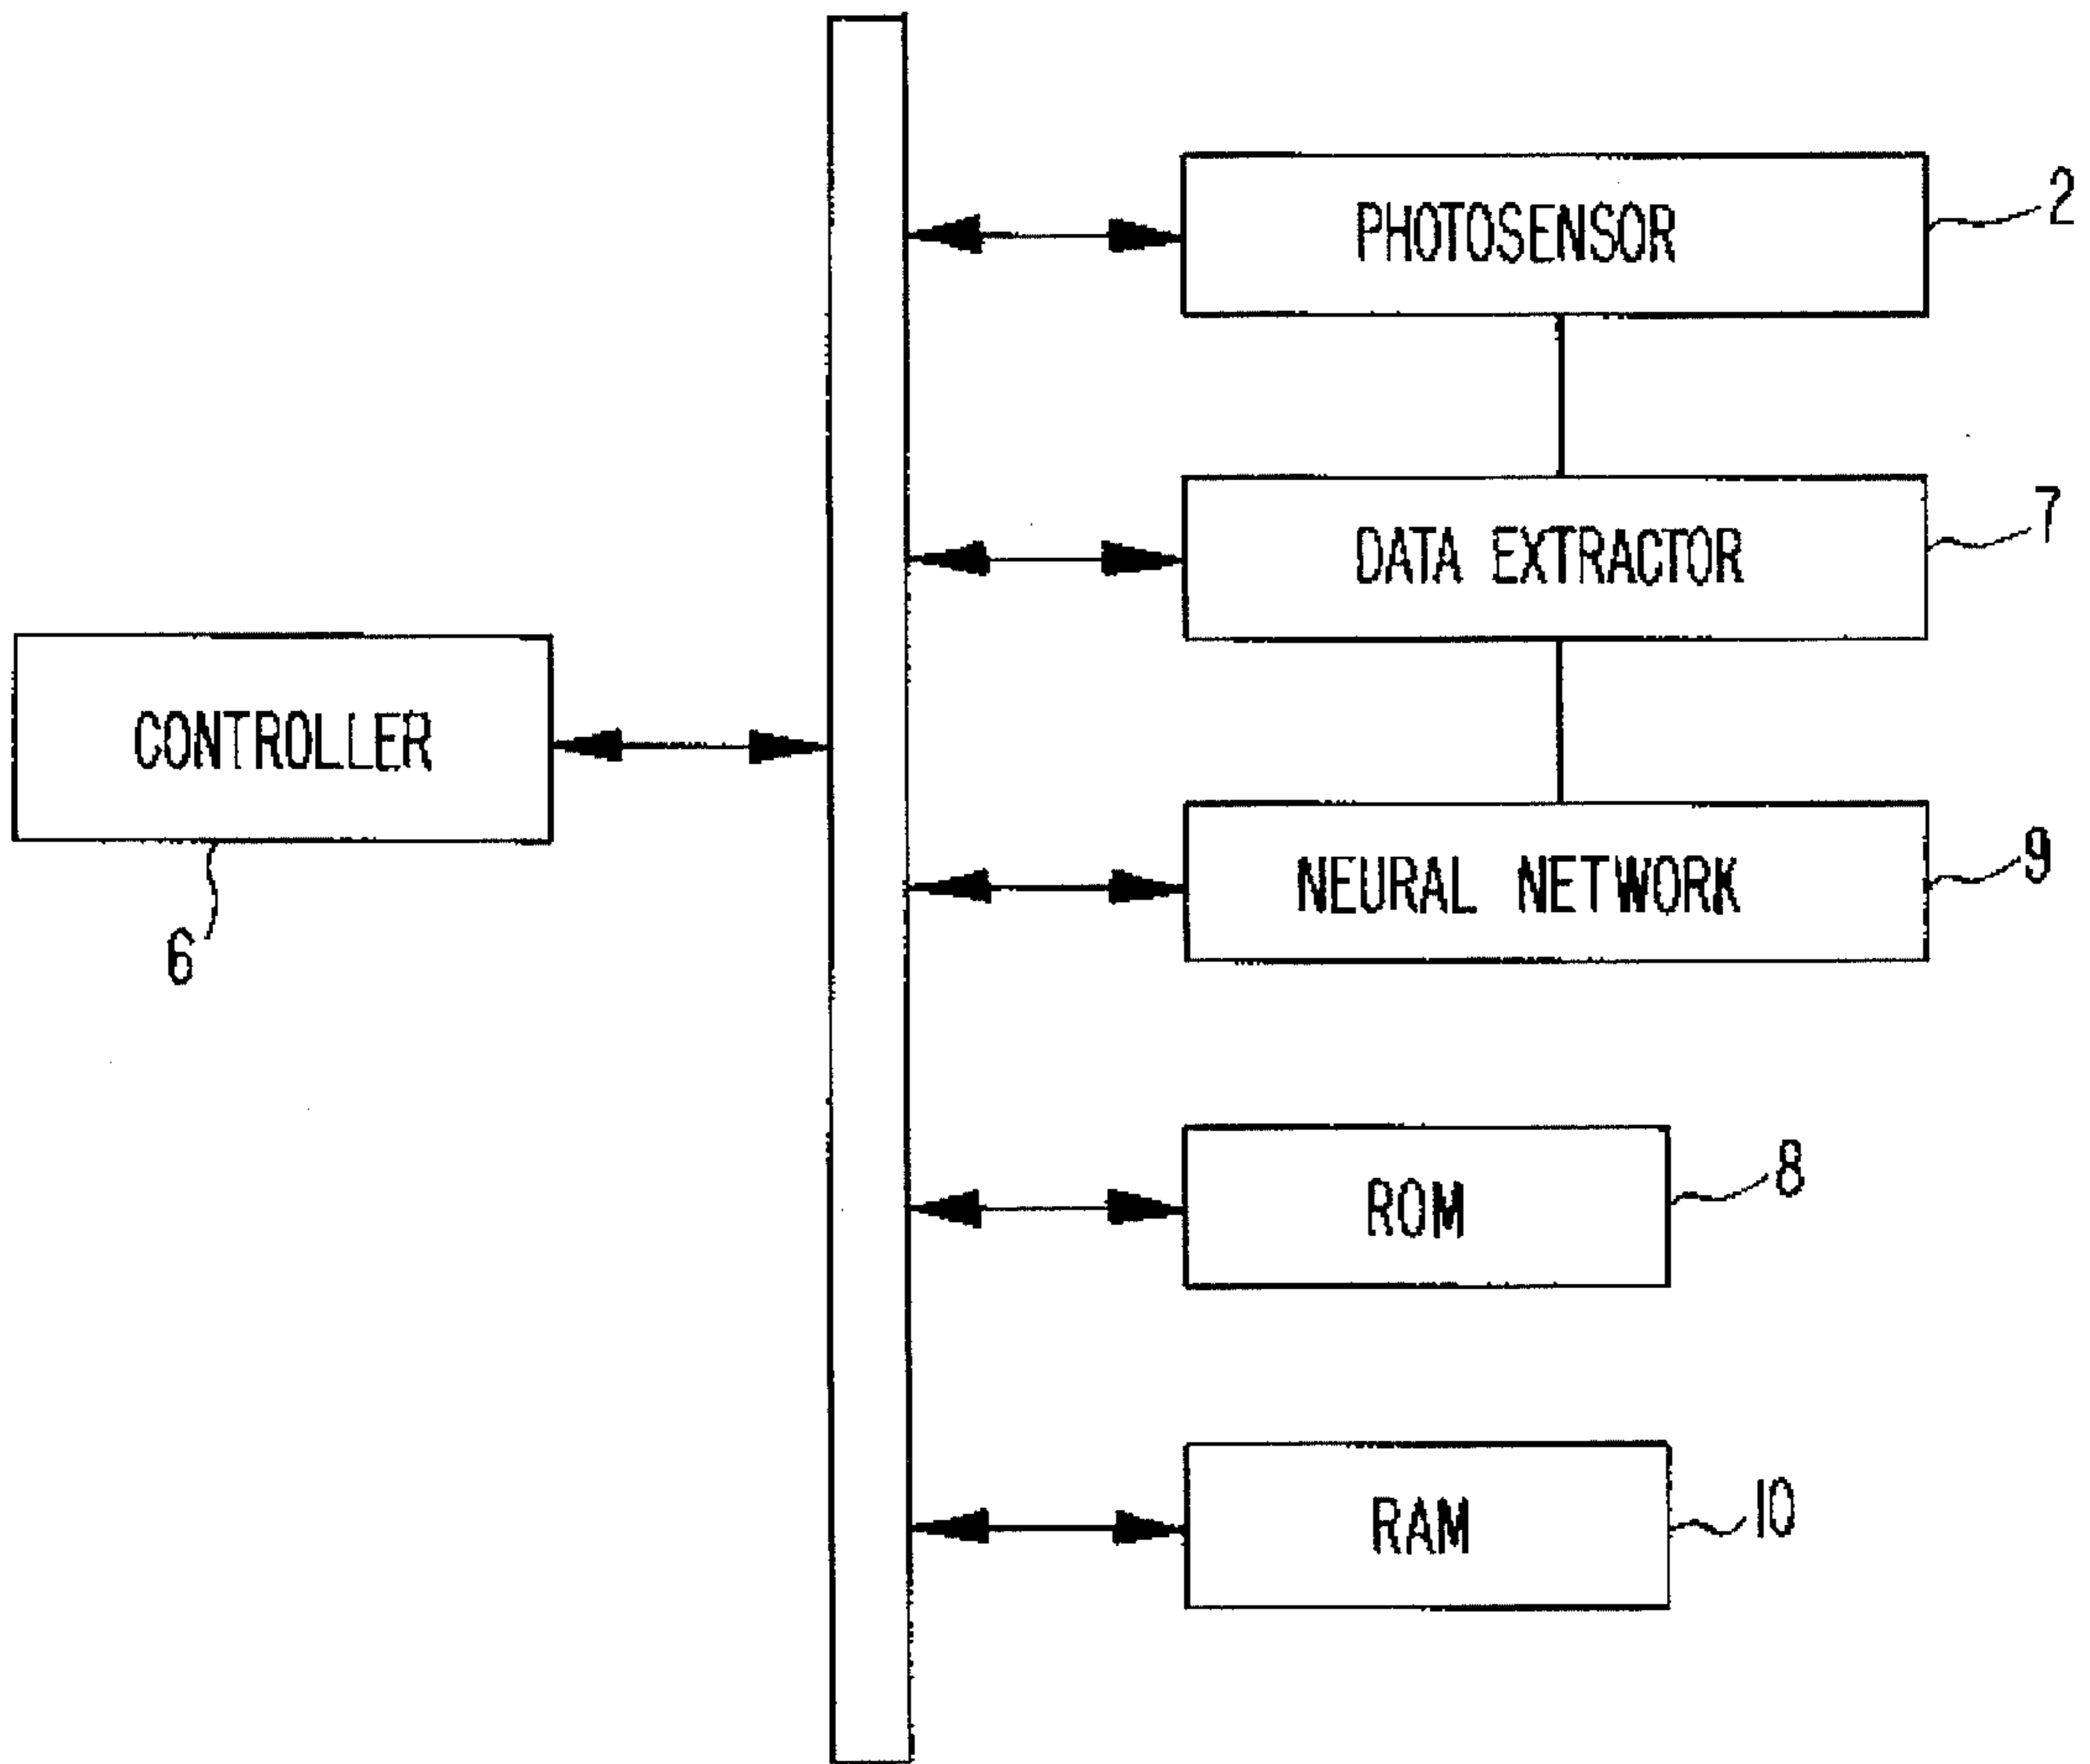 PHOTOSENSOR
2
DATA EXTRACTOR
7
CONTROLLER
6
NEURAL NETWORK
9
ROM
8
RAM
10